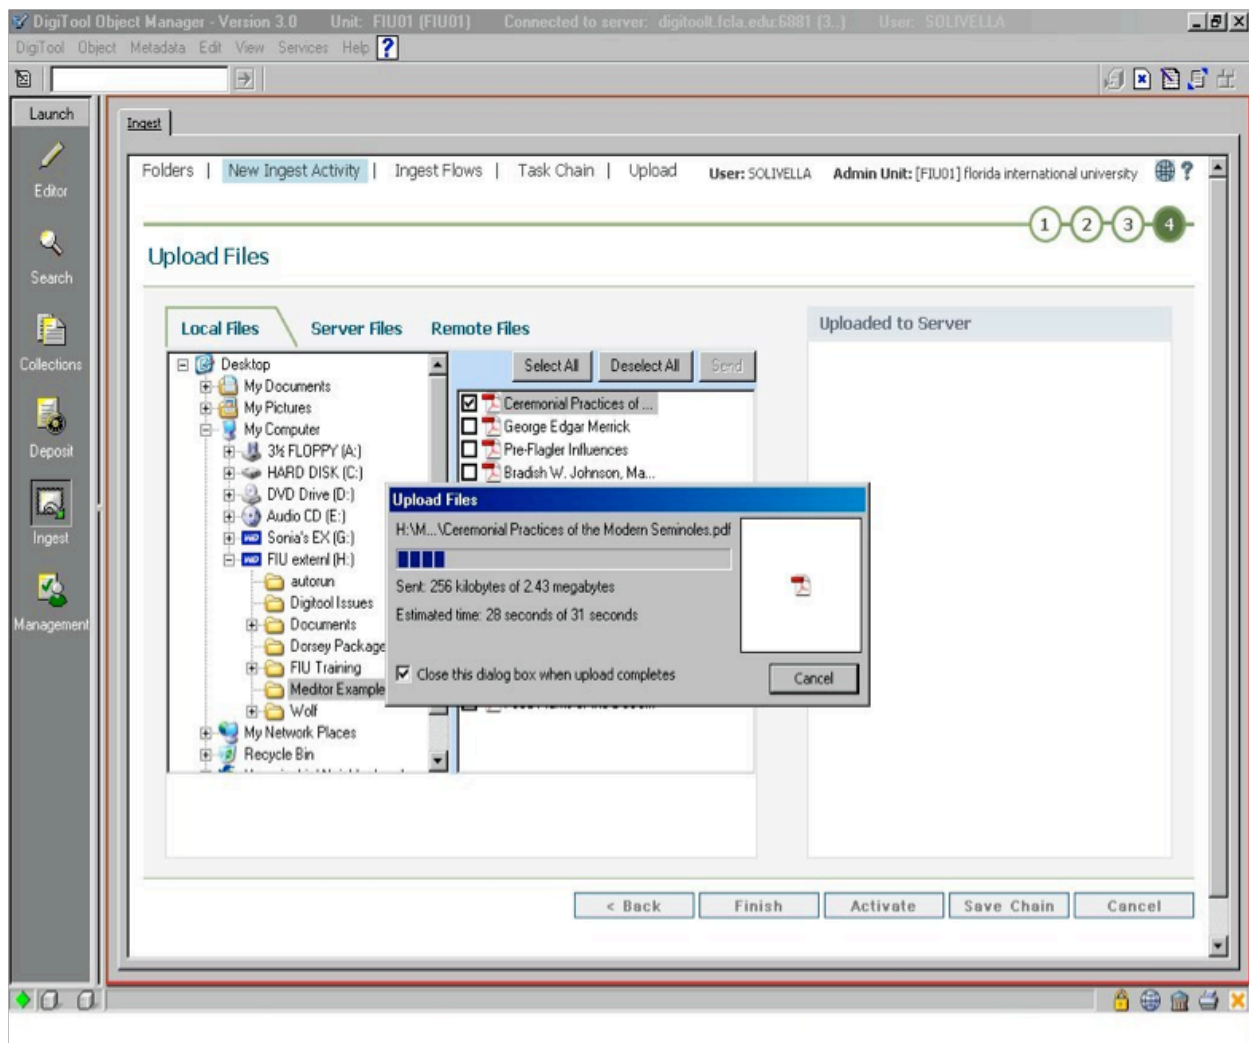 DigiTool Object Manager - Version 3.0 Unit: FIU01 (FIU01) Connected to server: digitoolt.fcla.edu:6881 (3..) User: SOLIVELLA
DigiTool Object Metadata Edit View Services Help ?
Launch
Ingest
Folders | New Ingest Activity | Ingest Flows | Task Chain | Upload User: SOLIVELLA Admin Unit: [FIU01] florida international university ?
Editor
1 2 3 4
Upload Files
Search
Local Files Server Files Remote Files
Uploaded to Server
Collections
Desktop
Select All Deselect All Send
My Documents
My Pictures
Ceremonial Practices of ...
My Computer
George Edgar Merrick
3½ FLOPPY (A:)
Pre-Flagler Influences
Deposit
HARD DISK (C:)
Bradish W. Johnson, Ma...
DVD Drive (D:)
Upload Files
Audio CD (E:)
H:\M...\Ceremonial Practices of the Modern Seminoles.pdf
Ingest
Sonia's EX (G:)
FIU externl (H:)
autorun
Sent: 256 kilobytes of 2.43 megabytes
Digitool Issues
Estimated time: 28 seconds of 31 seconds
Management
Documents
Dorsey Package
FIU Training
Close this dialog box when upload completes
Cancel
Meditor Example
Wolf
My Network Places
Recycle Bin
< Back Finish Activate Save Chain Cancel